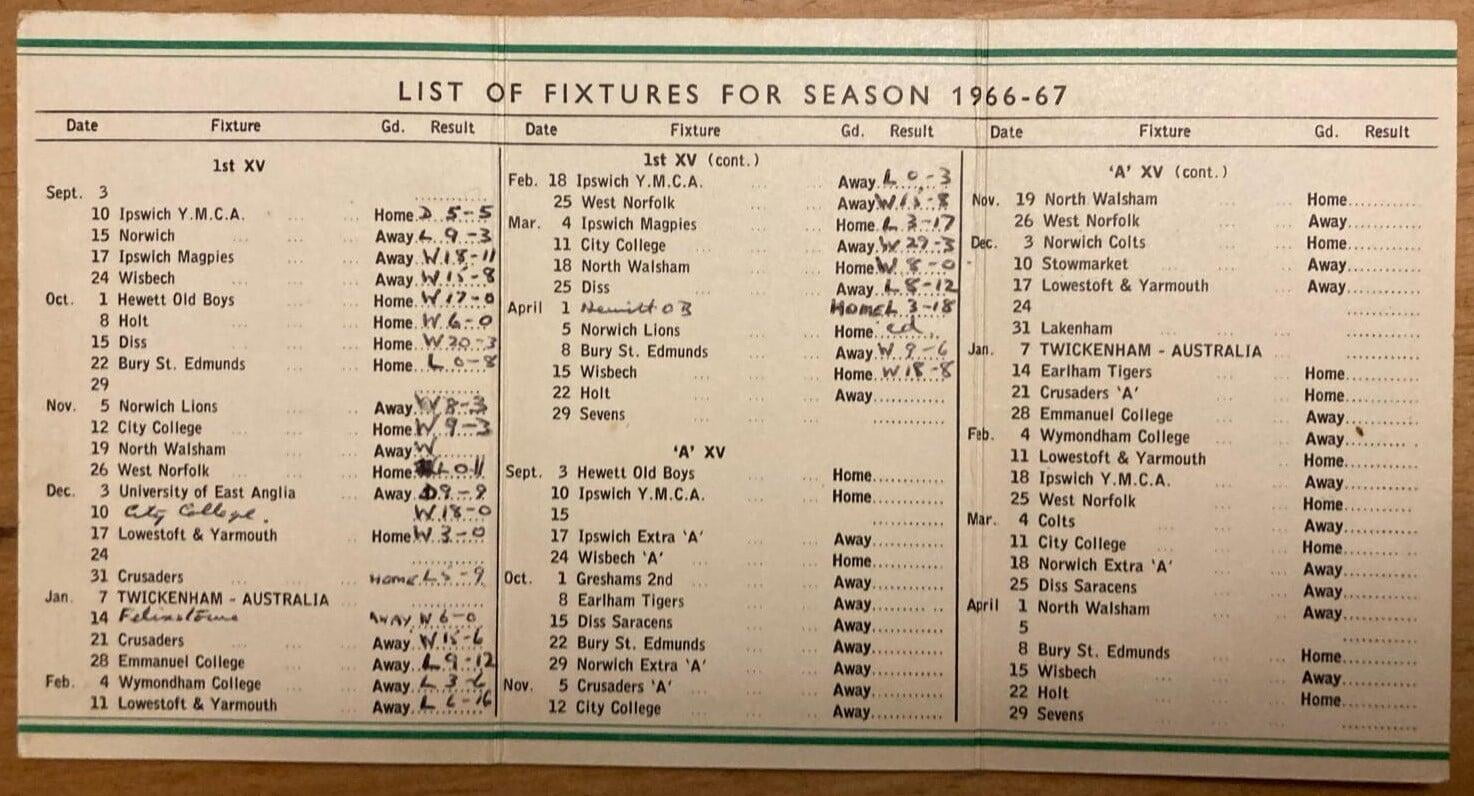 LIST OF FIXTURES FOR SEASON 1966-67
Date Fixture Gd. Result
1st XV
Sept. 3
10 Ipswich Y.M.C.A. Home D 5-5
15 Norwich Away L 9-3
17 Ipswich Magpies Away W 18-11
24 Wisbech Away W 15-8
Oct. 1 Hewett Old Boys Home W 17-0
8 Holt Home W 6-0
15 Diss Home W 20-3
22 Bury St. Edmunds Home L 0-8
29
Nov. 5 Norwich Lions Away W 8-3
12 City College Home W 9-3
19 North Walsham Away W
26 West Norfolk Home L 0 11
Dec. 3 University of East Anglia Away D 9-9
10 City College. W 18-0
17 Lowestoft & Yarmouth Home W 3-0
24
31 Crusaders Home L 5-9
Jan. 7 TWICKENHAM - AUSTRALIA
14 Felixstowe AWAY W 6-0
21 Crusaders Away W 15-6
28 Emmanuel College Away L 9-12
Feb. 4 Wymondham College Away L 3-6
11 Lowestoft & Yarmouth Away L 6-16
Date Fixture Gd. Result
1st XV (cont.)
Feb. 18 Ipswich Y.M.C.A. Away L 0-3
25 West Norfolk Away W
Mar. 4 Ipswich Magpies Home L 3-17
11 City College Away W 29-3
18 North Walsham Home W 8-0
25 Diss Away L 8-12
April 1 Hewitt O B HOME L 3-18
5 Norwich Lions Home
8 Bury St. Edmunds Away W 9-6
15 Wisbech Home W 18-8
22 Holt Away
29 Sevens
'A' XV
Sept. 3 Hewett Old Boys Home
10 Ipswich Y.M.C.A. Home
15
17 Ipswich Extra 'A' Away
24 Wisbech 'A' Home
Oct. 1 Greshams 2nd Away
8 Earlham Tigers Away
15 Diss Saracens Away
22 Bury St. Edmunds Away
29 Norwich Extra 'A' Away
Nov. 5 Crusaders 'A' Away
12 City College Away
Date Fixture Gd. Result
'A' XV (cont.)
Nov. 19 North Walsham Home
26 West Norfolk Away
Dec. 3 Norwich Colts Home
10 Stowmarket Away
17 Lowestoft & Yarmouth Away
24
31 Lakenham
Jan. 7 TWICKENHAM - AUSTRALIA
14 Earlham Tigers Home
21 Crusaders 'A' Home
28 Emmanuel College Away
Feb. 4 Wymondham College Away
11 Lowestoft & Yarmouth Home
18 Ipswich Y.M.C.A. Away
25 West Norfolk Home
Mar. 4 Colts Away
11 City College Home
18 Norwich Extra 'A' Away
25 Diss Saracens Away
April 1 North Walsham Away
5
8 Bury St. Edmunds Home
15 Wisbech Away
22 Holt Home
29 Sevens